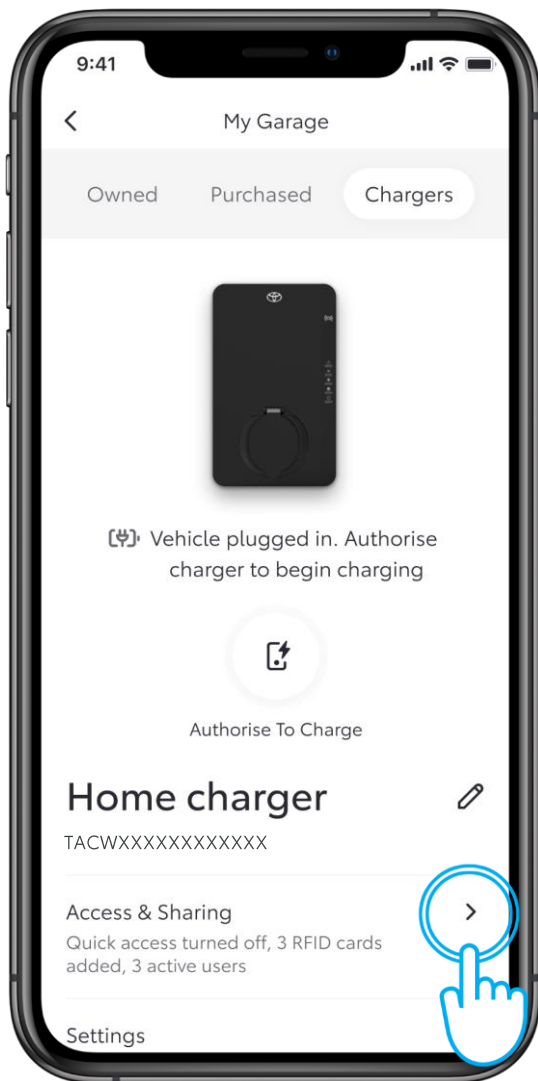 9:41
My Garage
Owned Purchased Chargers
Vehicle plugged in. Authorise
charger to begin charging
Authorise To Charge
Home charger
TACWXXXXXXXXXXXX
Access & Sharing
Quick access turned off, 3 RFID cards
added, 3 active users
Settings